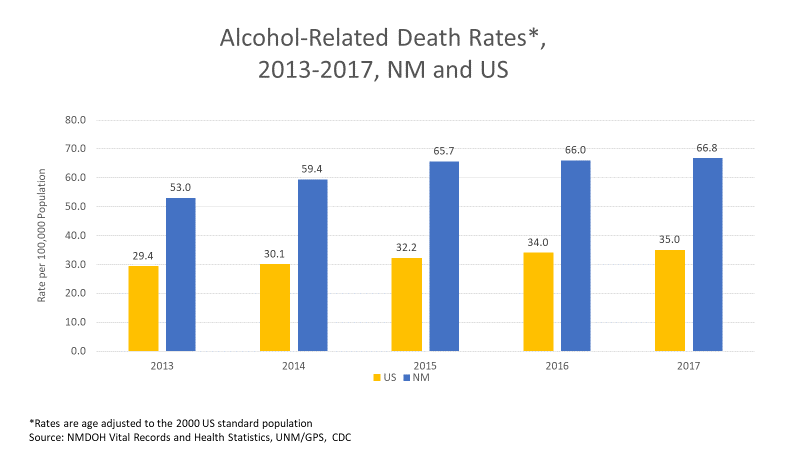 Alcohol-Related Death Rates*,
2013-2017, NM and US
Rate per 100,000 Population
80.0
70.0
60.0
50.0
40.0
30.0
20.0
10.0
0.0
29.4
53.0
30.1
59.4
32.2
65.7
34.0
66.0
35.0
66.8
2013 2014 2015 2016 2017
US NM
*Rates are age adjusted to the 2000 US standard population
Source: NMDOH Vital Records and Health Statistics, UNM/GPS, CDC